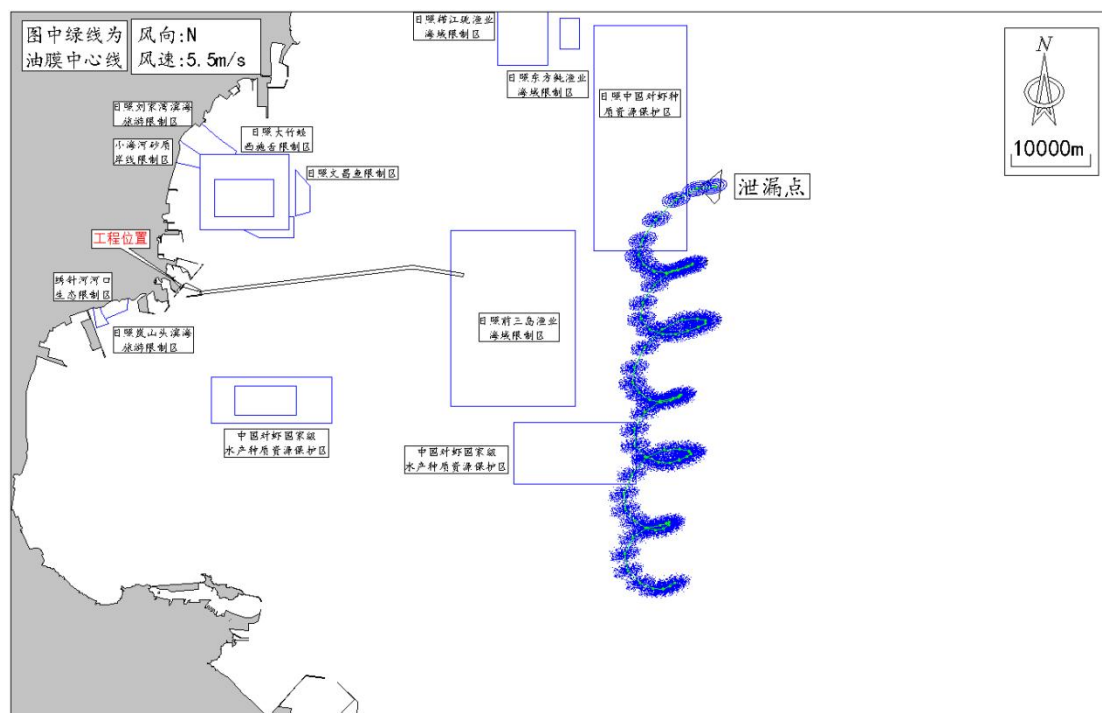 图中绿线为
油膜中心线
风向:N
风速:5.5m/s
日照
渔业
海域限制区
日照东方鲀渔业
海域限制区
日照中国对虾种
质资源保护区
N
10000m
日照刘家湾滨海
旅游限制区
小海河砂质
岸线限制区
日照大竹蛏
西施舌限制区
日照文昌鱼限制区
泄漏点
工程位置
绣针河河口
生态限制区
日照岚山头滨海
旅游限制区
日照前三岛渔业
海域限制区
中国对虾国家级
水产种质资源保护区
中国对虾国家级
水产种质资源保护区